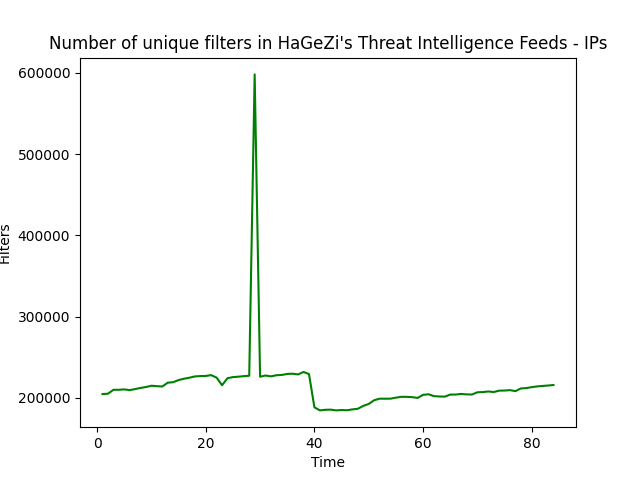 Number of unique filters in HaGeZi's Threat Intelligence Feeds - IPs
600000
500000
400000
300000
200000
Filters
0 20 40 60 80
Time